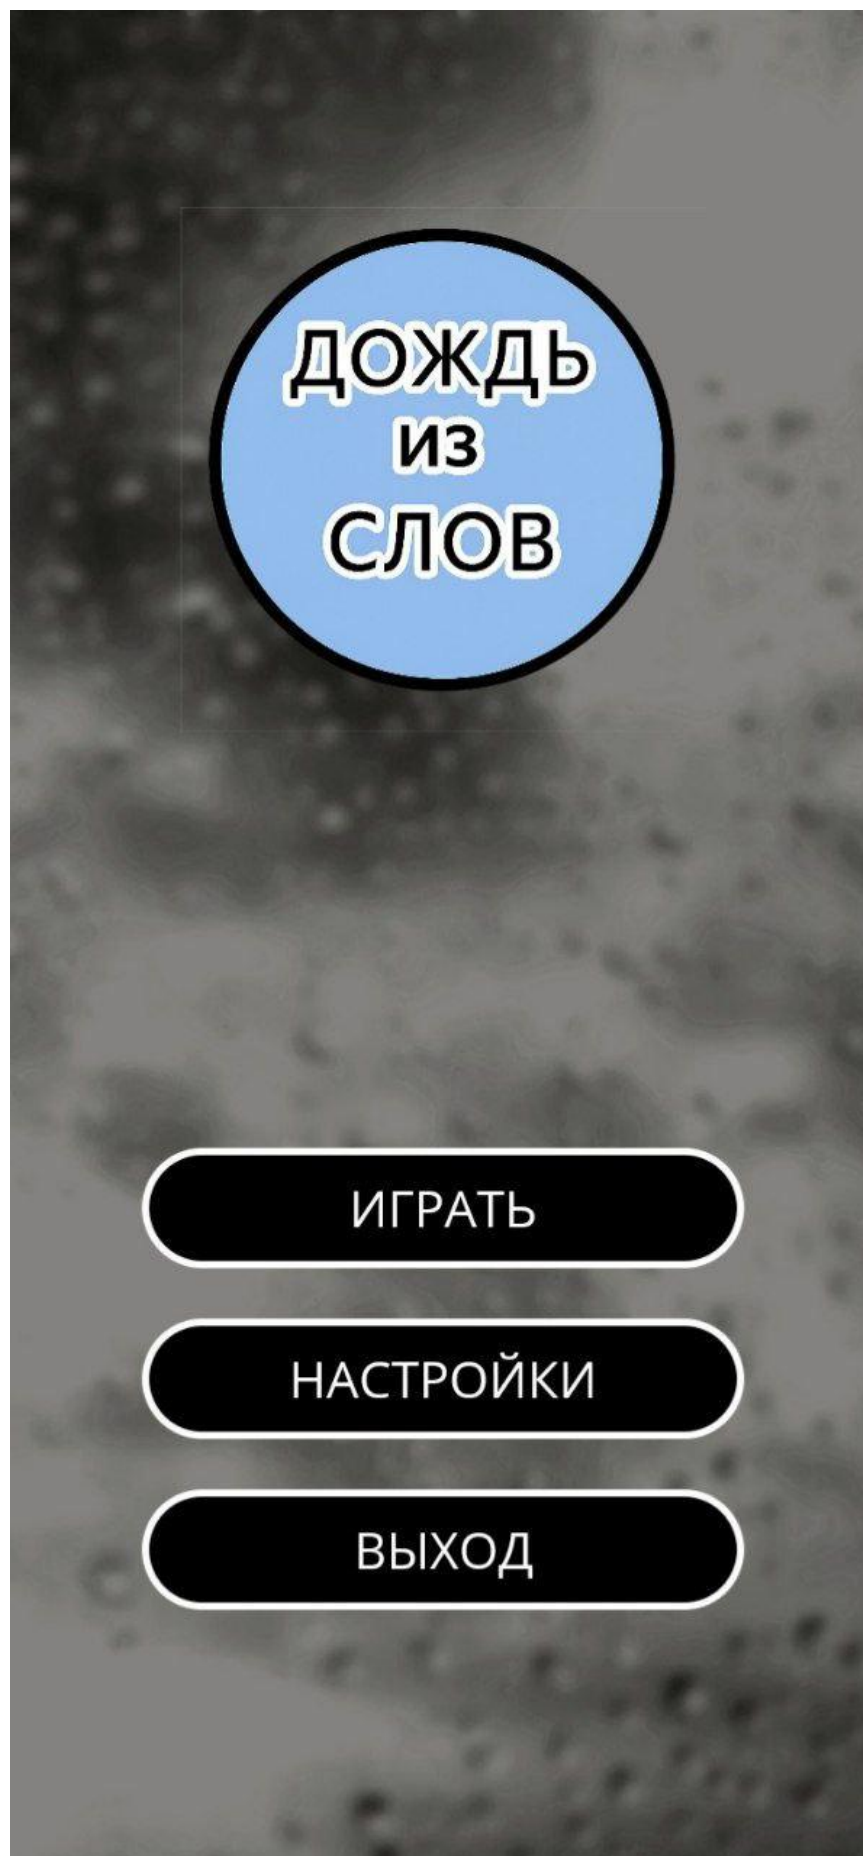 ДОЖДЬ
из
СЛОВ
ИГРАТЬ
НАСТРОЙКИ
ВЫХОД